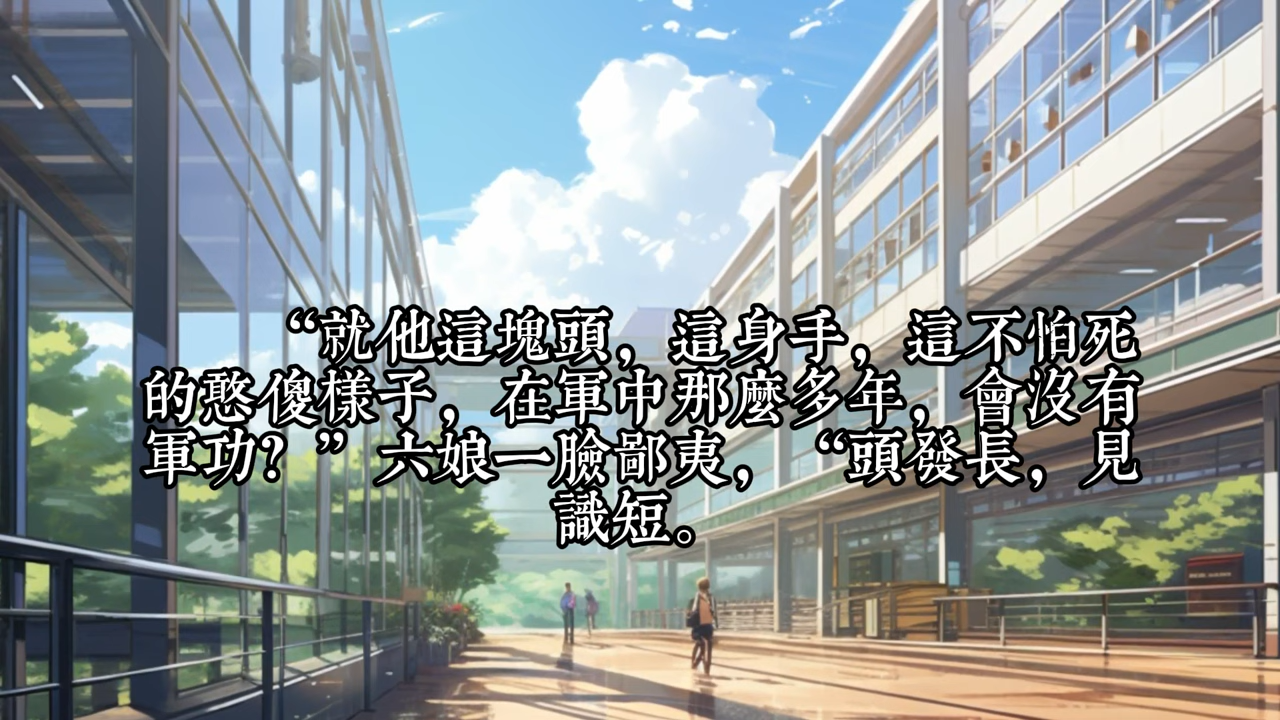 “就他這塊頭，這身手，這不怕死
的憨傻樣子，在軍中那麼多年，會沒有
軍功？”六娘一臉鄙夷，“頭發長，見
識短。